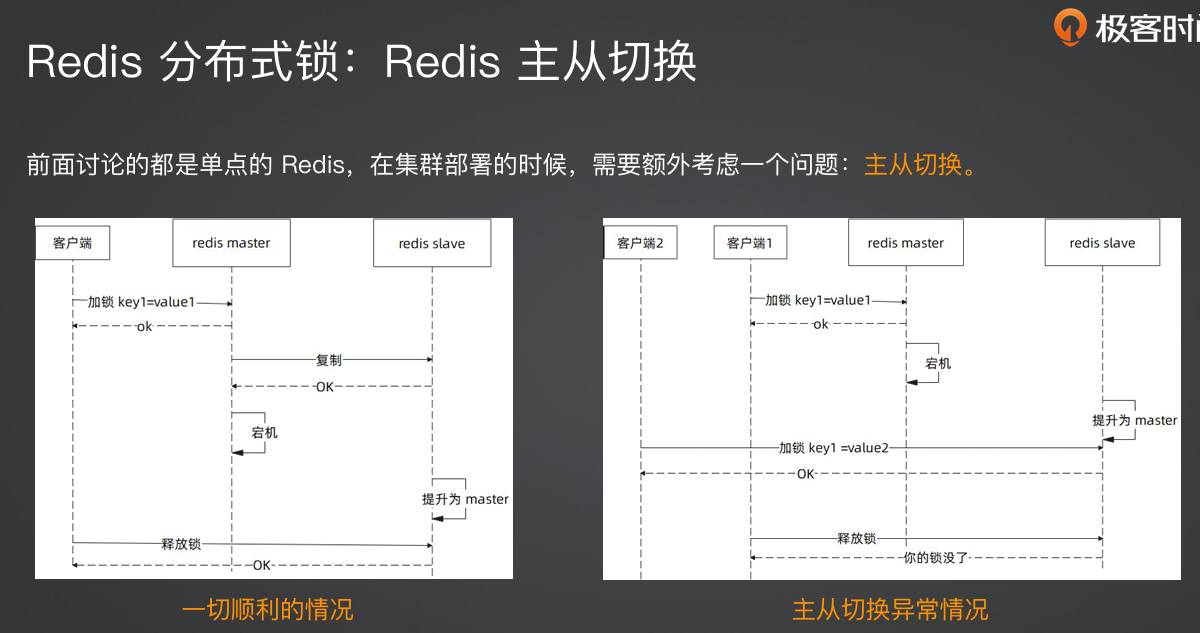 极客时间
Redis 分布式锁：Redis 主从切换
前面讨论的都是单点的 Redis，在集群部署的时候，需要额外考虑一个问题：主从切换。
客户端
redis master
redis slave
加锁 key1=value1
ok
复制
OK
宕机
提升为 master
释放锁
OK
一切顺利的情况
客户端2
客户端1
redis master
redis slave
加锁 key1=value1
ok
宕机
提升为 master
加锁 key1 =value2
OK
释放锁
你的锁没了
主从切换异常情况